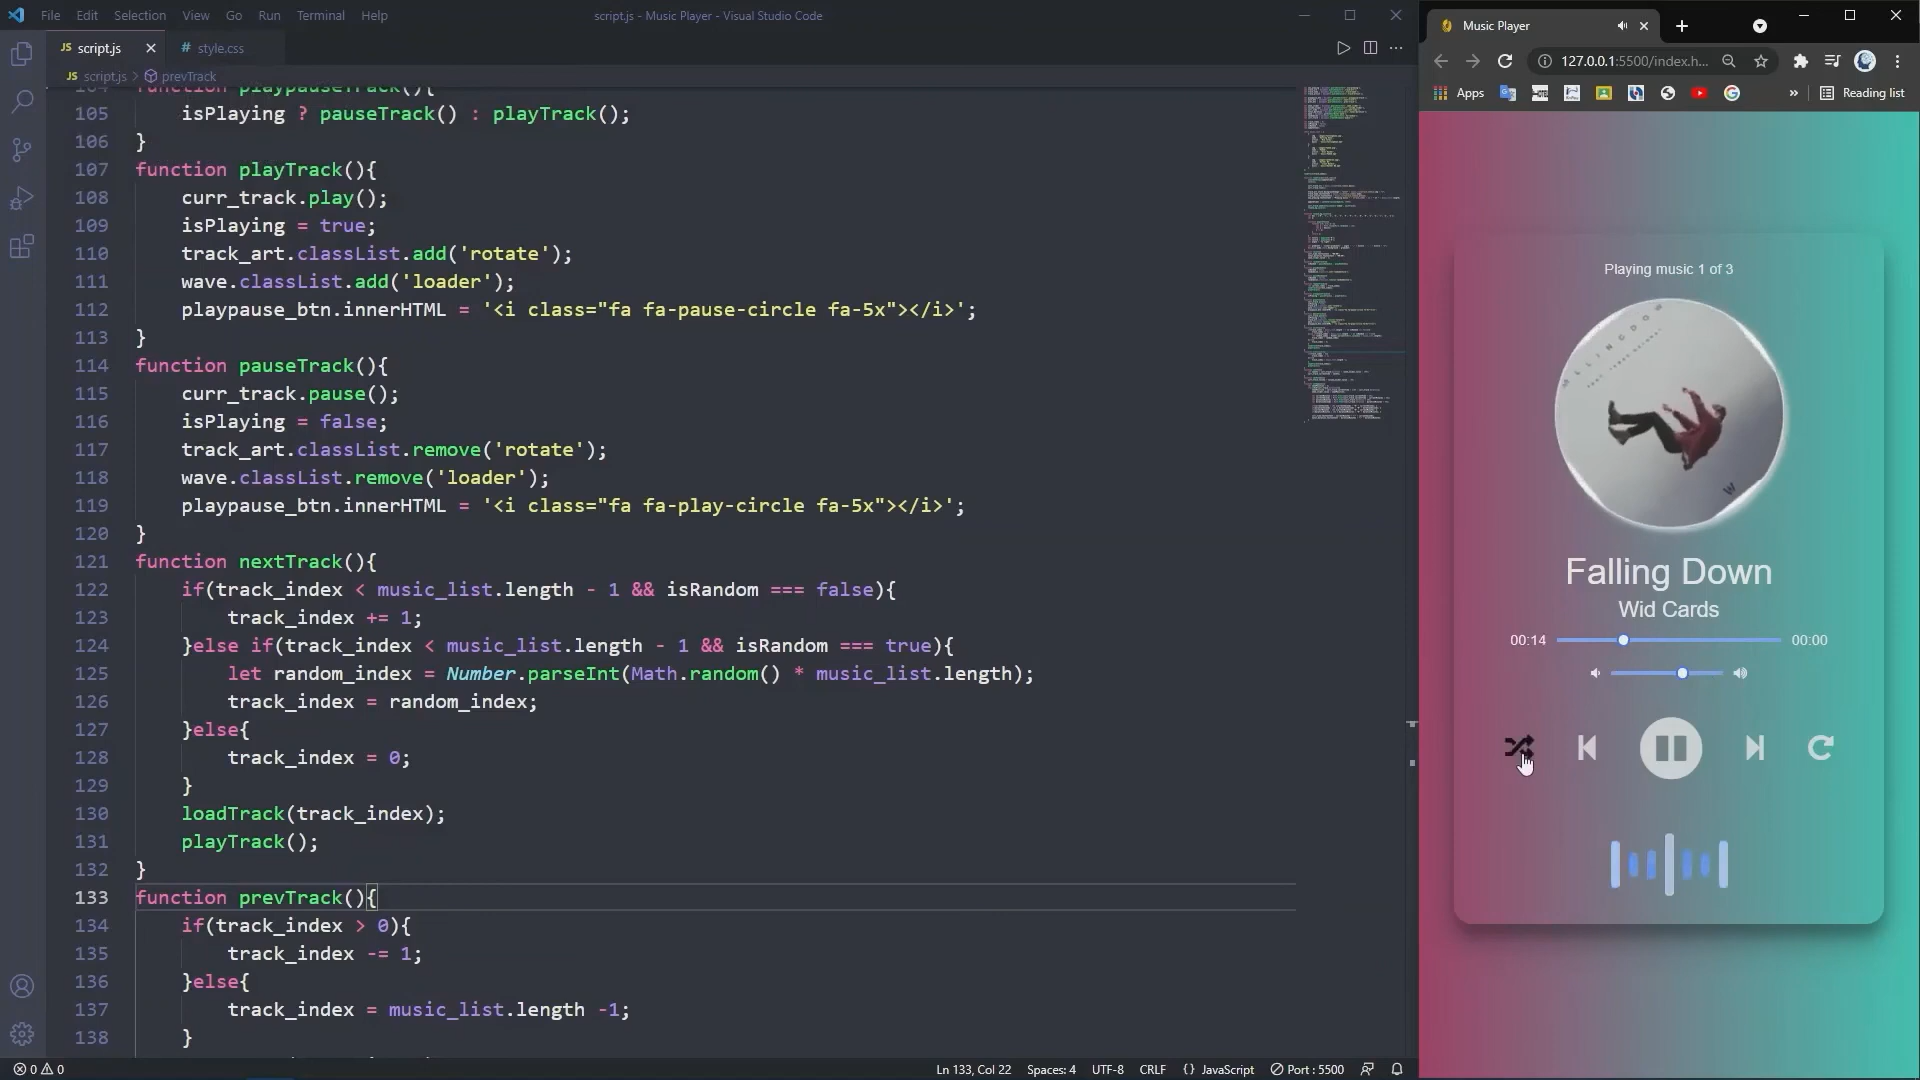 File Edit Selection View Go Run Terminal Help
script.js - Music Player - Visual Studio Code
JS script.js
# style.css
JS script.js > prevTrack
104 function playpauseTrack(){
105 isPlaying ? pauseTrack() : playTrack();
106 }
107 function playTrack(){
108 curr_track.play();
109 isPlaying = true;
110 track_art.classList.add('rotate');
111 wave.classList.add('loader');
112 playpause_btn.innerHTML = '<i class="fa fa-pause-circle fa-5x"></i>';
113 }
114 function pauseTrack(){
115 curr_track.pause();
116 isPlaying = false;
117 track_art.classList.remove('rotate');
118 wave.classList.remove('loader');
119 playpause_btn.innerHTML = '<i class="fa fa-play-circle fa-5x"></i>';
120 }
121 function nextTrack(){
122 if(track_index < music_list.length - 1 && isRandom === false){
123 track_index += 1;
124 }else if(track_index < music_list.length - 1 && isRandom === true){
125 let random_index = Number.parseInt(Math.random() * music_list.length);
126 track_index = random_index;
127 }else{
128 track_index = 0;
129 }
130 loadTrack(track_index);
131 playTrack();
132 }
133 function prevTrack(){
134 if(track_index > 0){
135 track_index -= 1;
136 }else{
137 track_index = music_list.length -1;
138 }
0 0
Ln 133, Col 22 Spaces: 4 UTF-8 CRLF {} JavaScript Port : 5500
Music Player
127.0.0.1:5500/index.h...
Apps
» Reading list
Playing music 1 of 3
Falling Down
Wid Cards
00:14 00:00